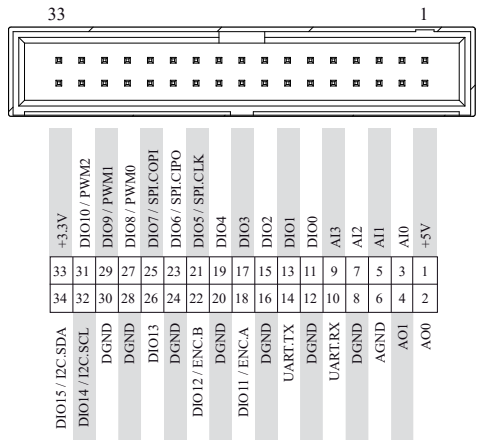 33 1
+3.3V
DIO10 / PWM2
DIO9 / PWM1
DIO8 / PWM0
DIO7 / SPI.COPI
DIO6 / SPI.CIPO
DIO5 / SPI.CLK
DIO4
DIO3
DIO2
DIO1
DIO0
AI3
AI2
AI1
AI0
+5V
33 31 29 27 25 23 21 19 17 15 13 11 9 7 5 3 1
34 32 30 28 26 24 22 20 18 16 14 12 10 8 6 4 2
DIO15 / I2C.SDA
DIO14 / I2C.SCL
DGND
DGND
DIO13
DGND
DIO12 / ENC.B
DGND
DIO11 / ENC.A
DGND
UART.TX
DGND
UART.RX
DGND
AGND
AO1
AO0